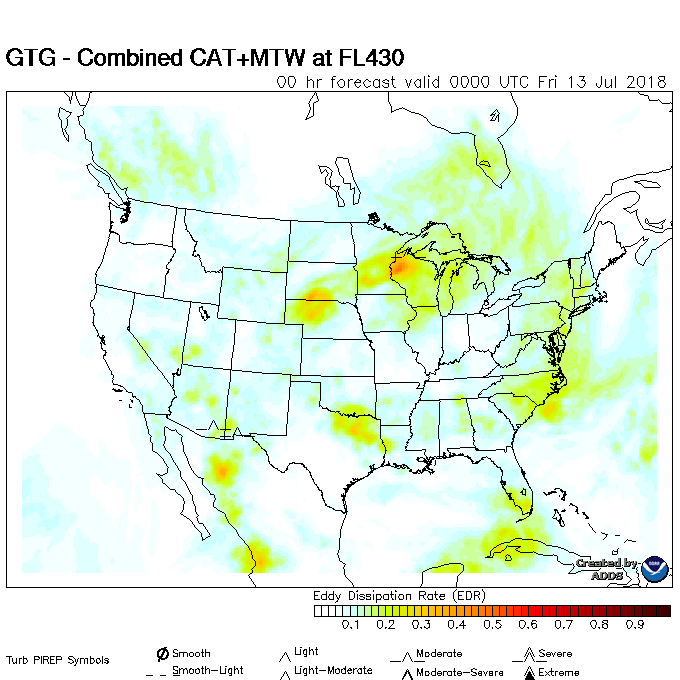 GTG - Combined CAT+MTW at FL430
00 hr forecast valid 0000 UTC Fri 13 Jul 2018
Created by
ADDS
Eddy Dissipation Rate (EDR)
0.1 0.2 0.3 0.4 0.5 0.6 0.7 0.8 0.9
Turb PIREP Symbols
Smooth Light Moderate Severe
Smooth-Light Light-Moderate Moderate-Severe Extreme